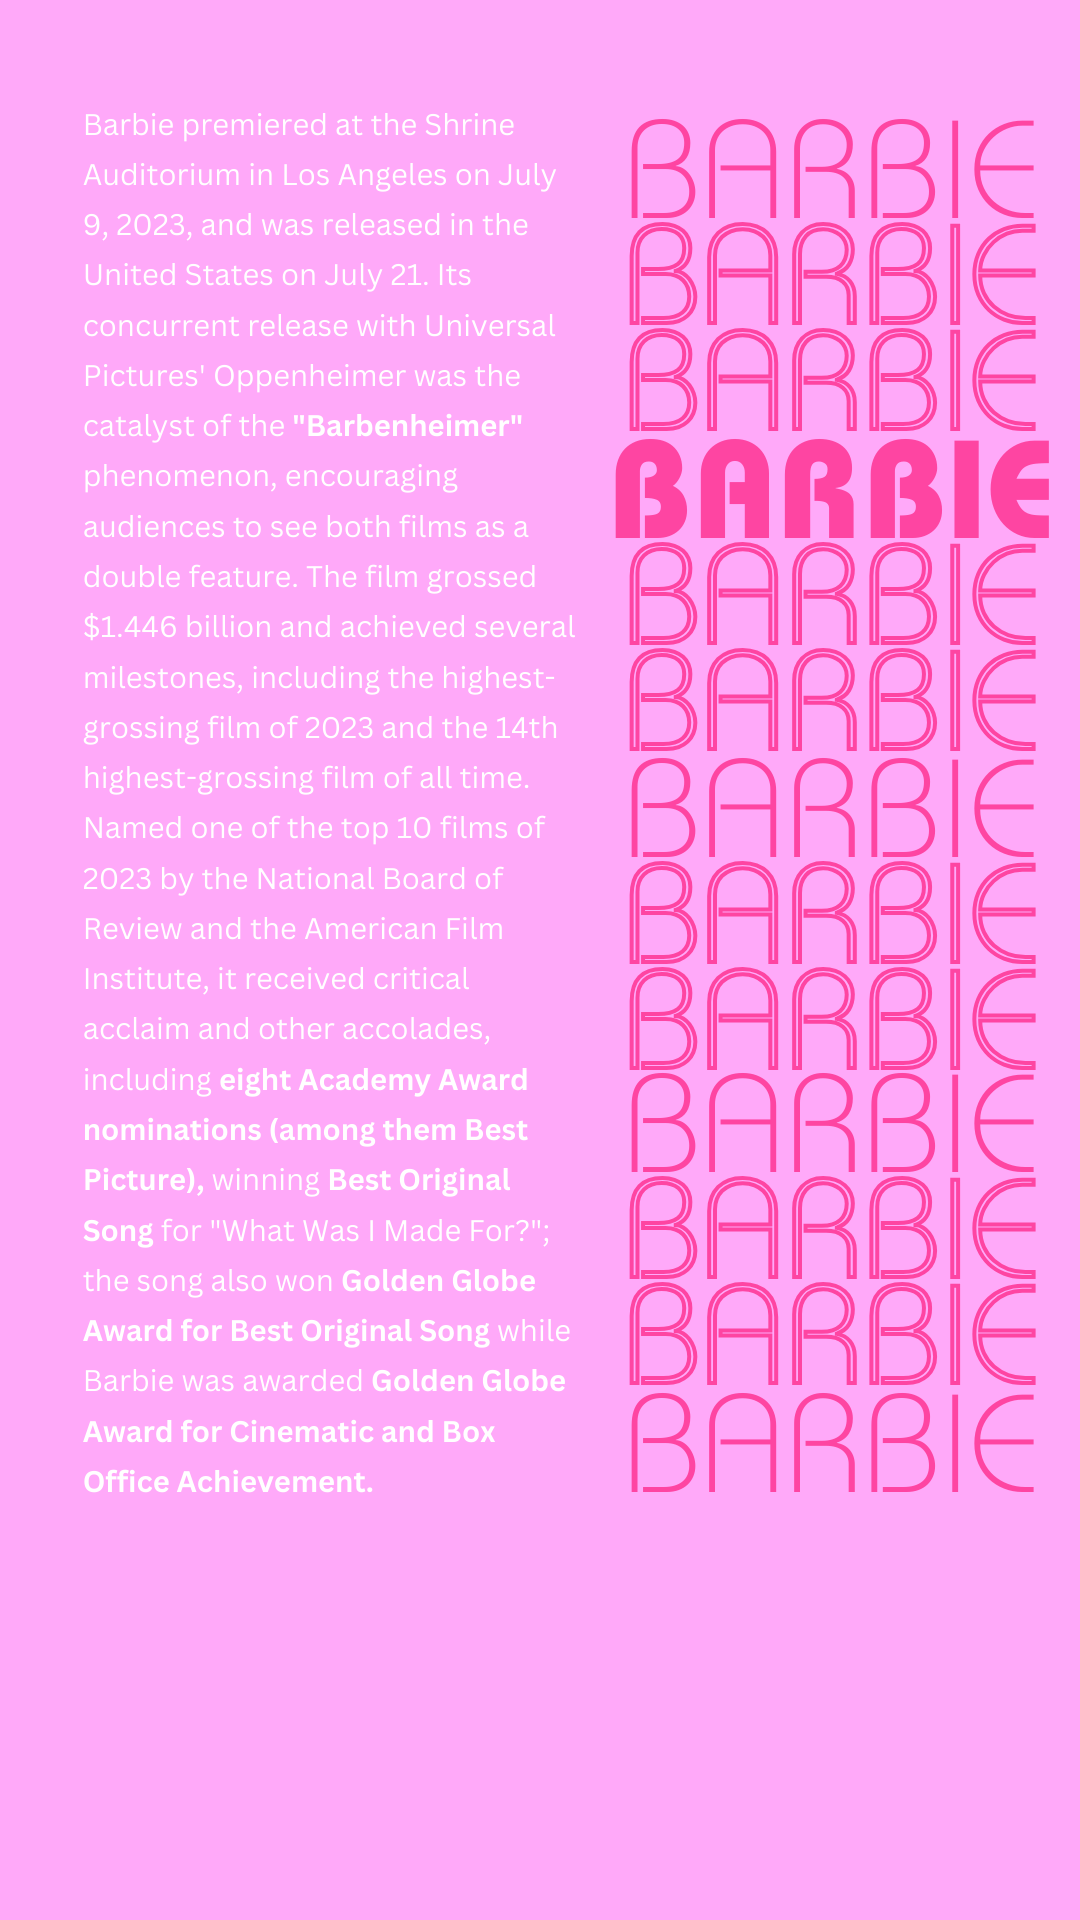 Barbie premiered at the Shrine
Auditorium in Los Angeles on July
9, 2023, and was released in the
United States on July 21. Its
concurrent release with Universal
Pictures' Oppenheimer was the
catalyst of the "Barbenheimer"
phenomenon, encouraging
audiences to see both films as a
double feature. The film grossed
$1.446 billion and achieved several
milestones, including the highest-
grossing film of 2023 and the 14th
highest-grossing film of all time.
Named one of the top 10 films of
2023 by the National Board of
Review and the American Film
Institute, it received critical
acclaim and other accolades,
including eight Academy Award
nominations (among them Best
Picture), winning Best Original
Song for "What Was I Made For?";
the song also won Golden Globe
Award for Best Original Song while
Barbie was awarded Golden Globe
Award for Cinematic and Box
Office Achievement.
BARBIE
BARBIE
BARBIE
BARBIE
BARBIE
BARBIE
BARBIE
BARBIE
BARBIE
BARBIE
BARBIE
BARBIE
BARBIE